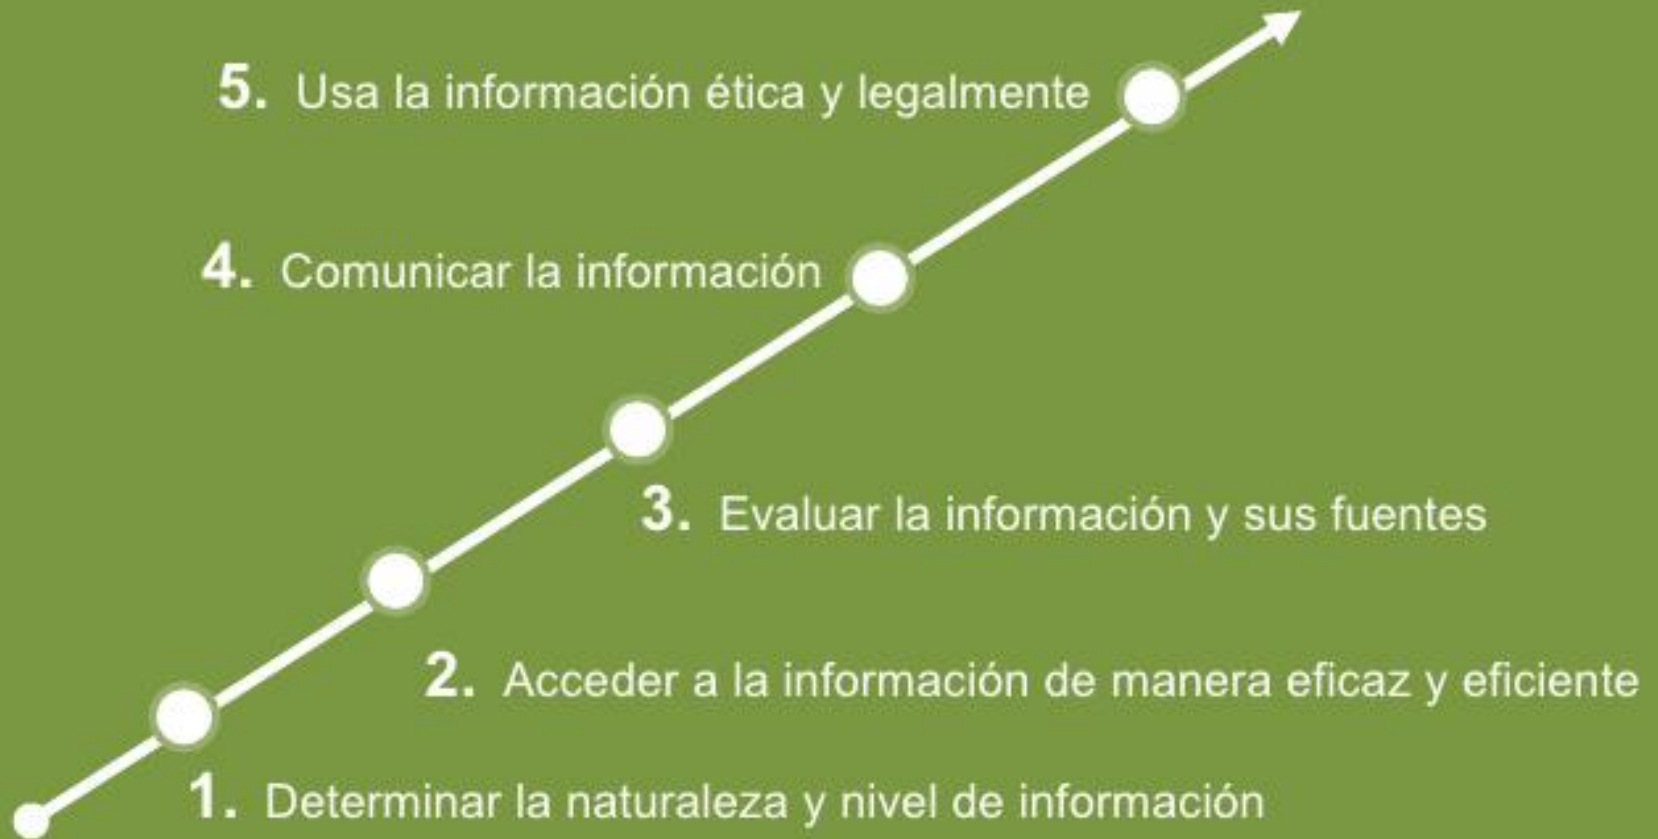 5. Usa la información ética y legalmente
4. Comunicar la información
3. Evaluar la información y sus fuentes
2. Acceder a la información de manera eficaz y eficiente
1. Determinar la naturaleza y nivel de información